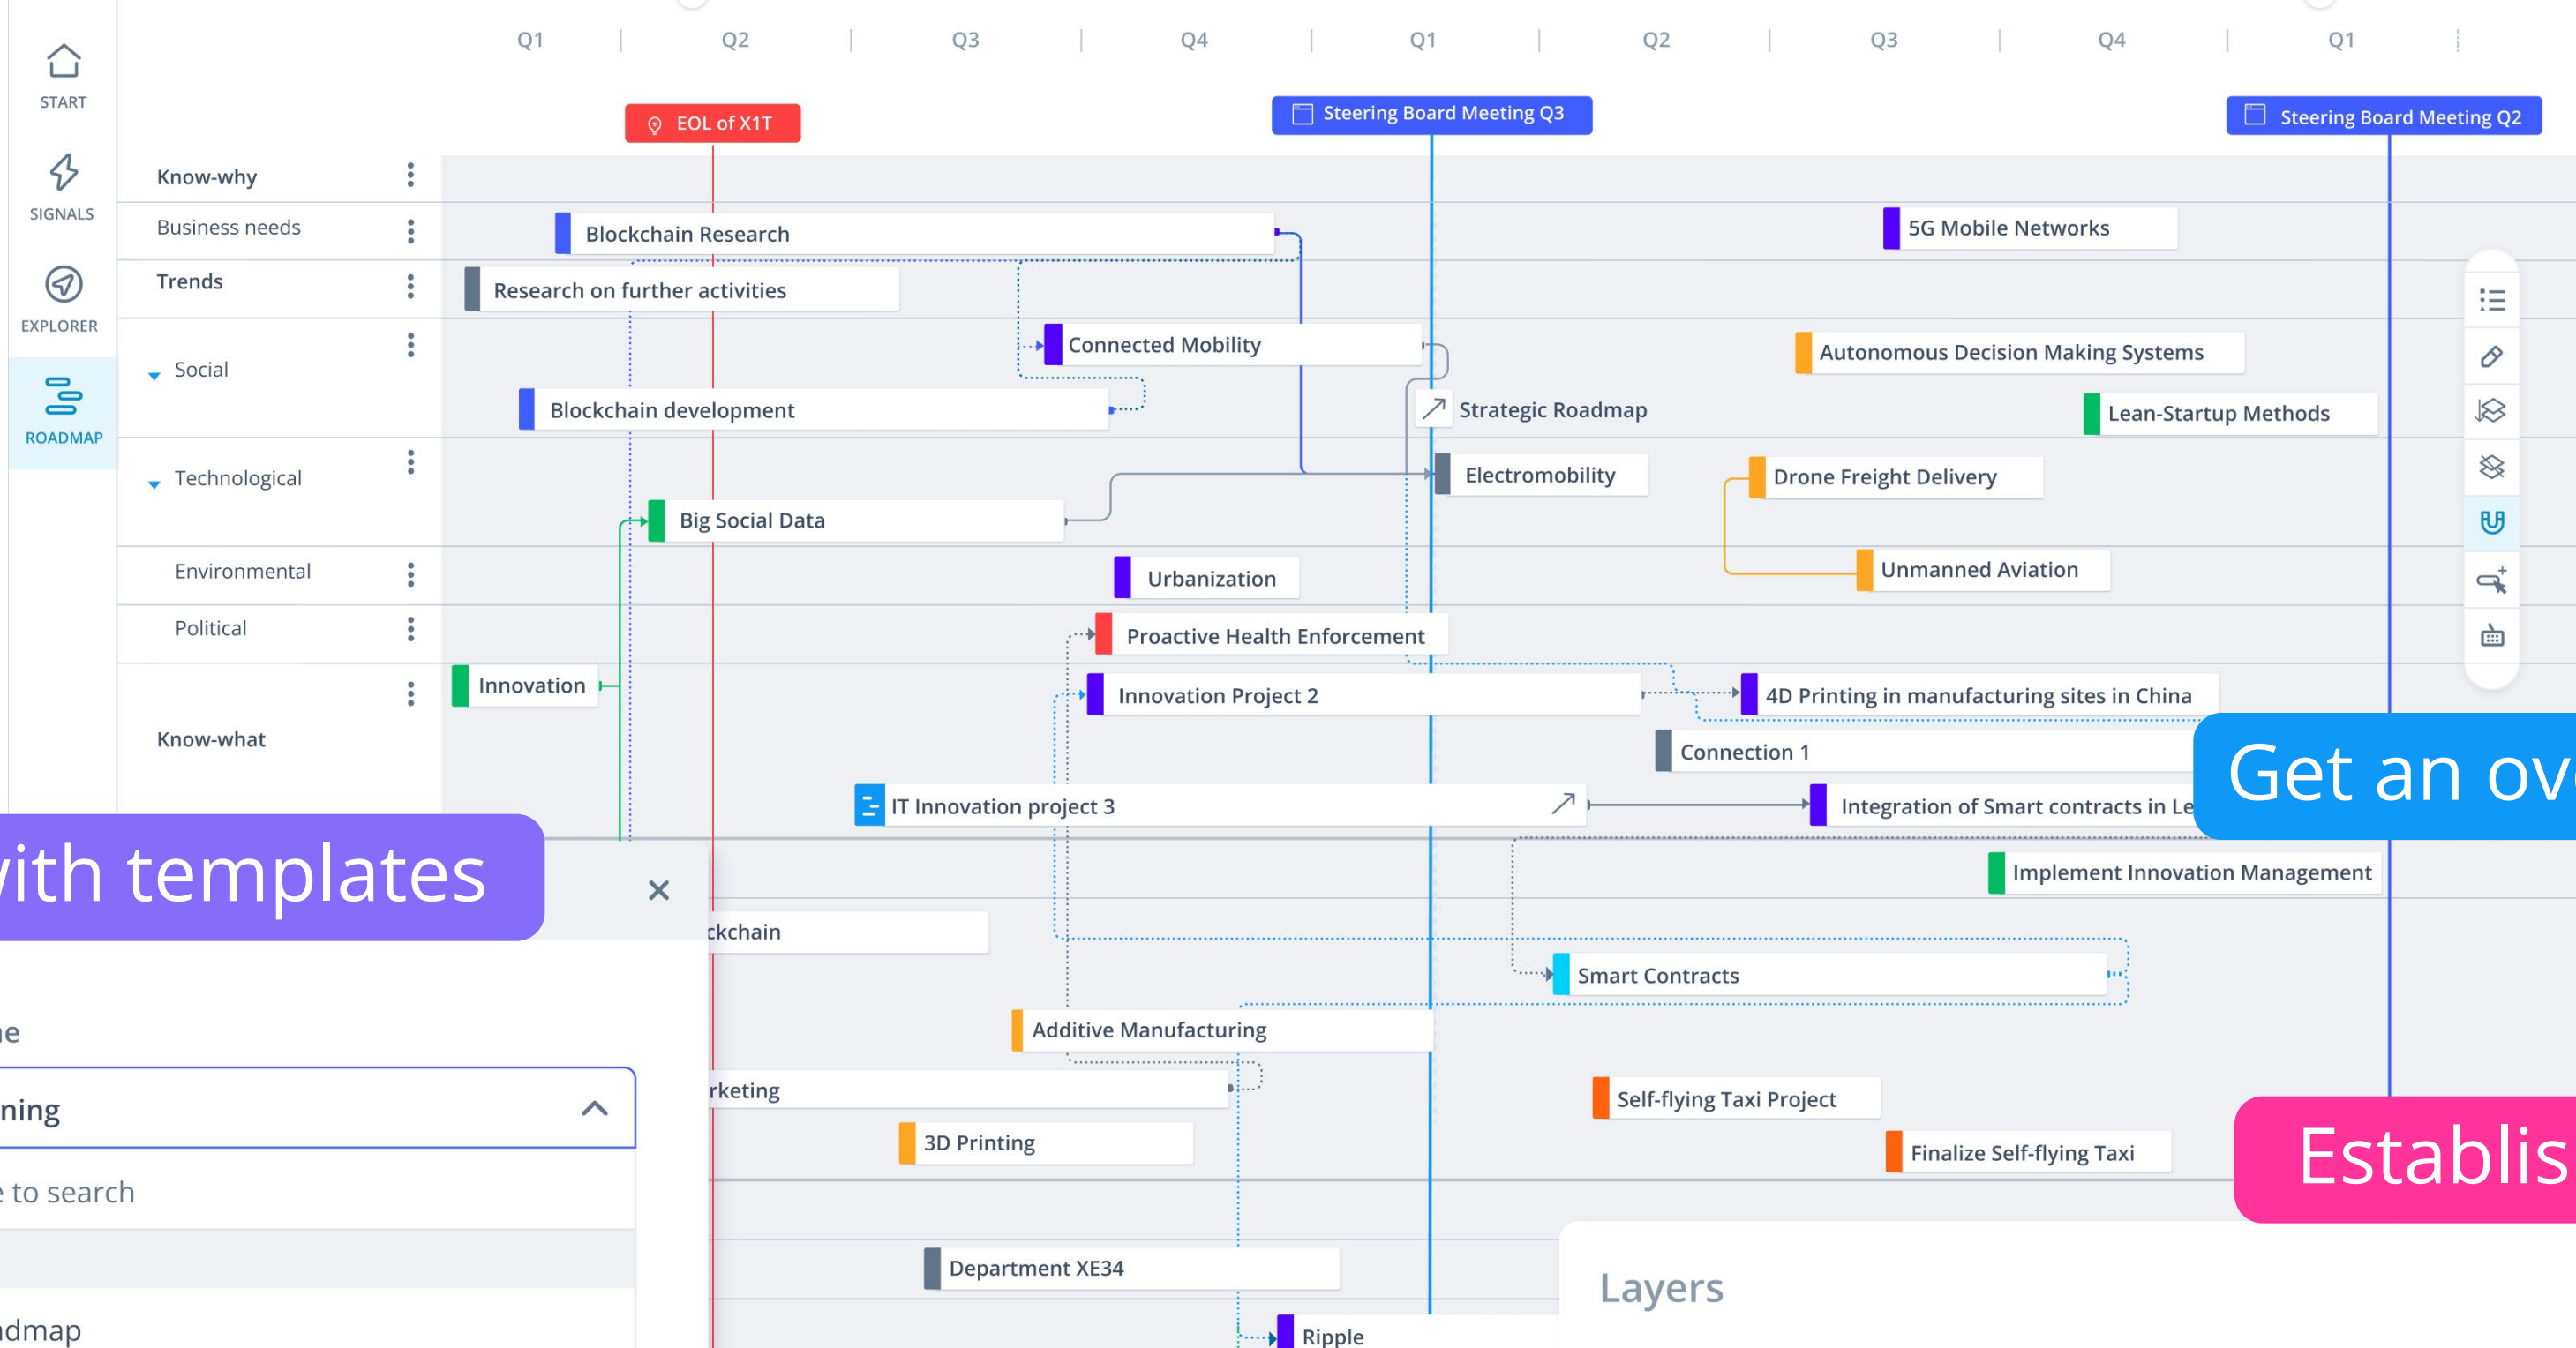 Q1 Q2 Q3 Q4 Q1 Q2 Q3 Q4 Q1
START
SIGNALS
EXPLORER
ROADMAP
EOL of X1T
Steering Board Meeting Q3
Steering Board Meeting Q2
Know-why
Business needs
Blockchain Research
5G Mobile Networks
Trends
Research on further activities
Social
Connected Mobility
Autonomous Decision Making Systems
Blockchain development
Strategic Roadmap
Lean-Startup Methods
Technological
Electromobility
Drone Freight Delivery
Big Social Data
Environmental
Urbanization
Unmanned Aviation
Political
Proactive Health Enforcement
Know-what
Innovation
Innovation Project 2
4D Printing in manufacturing sites in China
Connection 1
IT Innovation project 3
Integration of Smart contracts in Le
Get an ov
with templates
Implement Innovation Management
ckchain
Smart Contracts
Additive Manufacturing
rketing
Self-flying Taxi Project
3D Printing
Finalize Self-flying Taxi
Establis
ne
ning
e to search
admap
Department XE34
Ripple
Layers